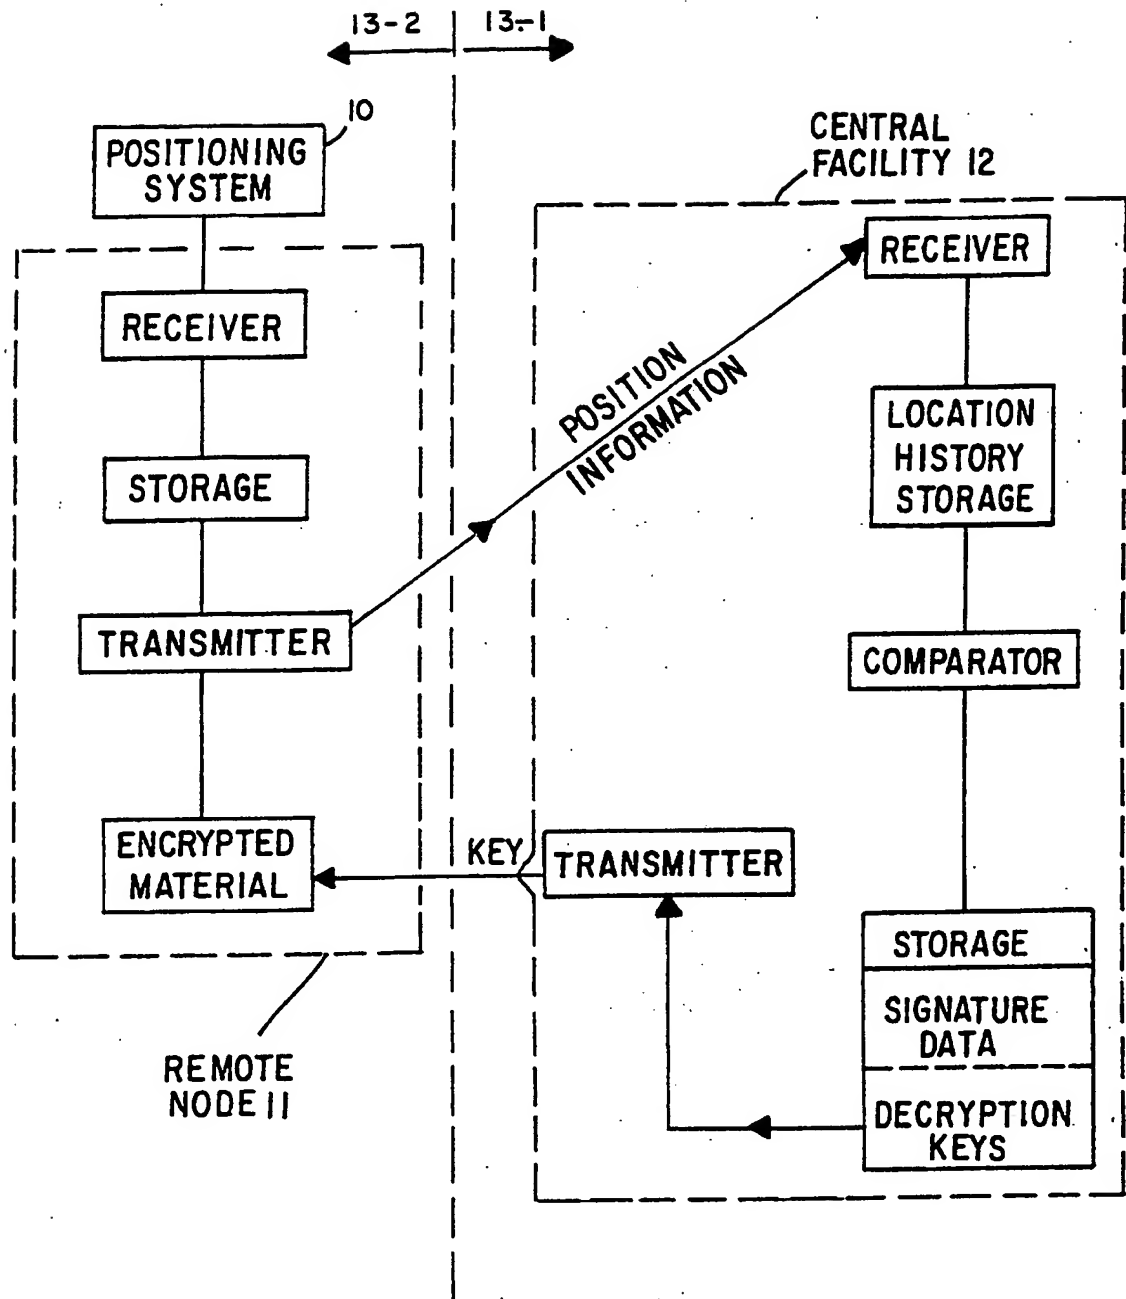 13-2
13-1
10
POSITIONING
SYSTEM
CENTRAL
FACILITY 12
RECEIVER
RECEIVER
POSITION
INFORMATION
LOCATION
HISTORY
STORAGE
STORAGE
TRANSMITTER
COMPARATOR
ENCRYPTED
MATERIAL
KEY
TRANSMITTER
STORAGE
SIGNATURE
DATA
DECRYPTION
KEYS
REMOTE
NODE 11